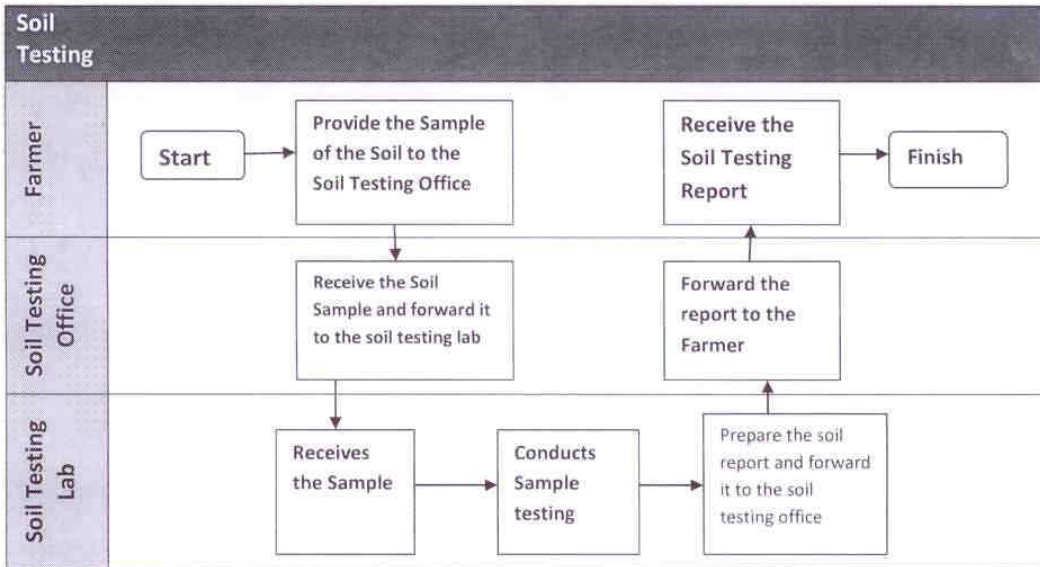 Soil
Testing
Farmer
Start
Provide the Sample
of the Soil to the
Soil Testing Office
Receive the
Soil Testing
Report
Finish
Soil Testing
Office
Receive the Soil
Sample and forward it
to the soil testing lab
Forward the
report to the
Farmer
Soil Testing
Lab
Receives
the Sample
Conducts
Sample
testing
Prepare the soil
report and forward
it to the soil
testing office